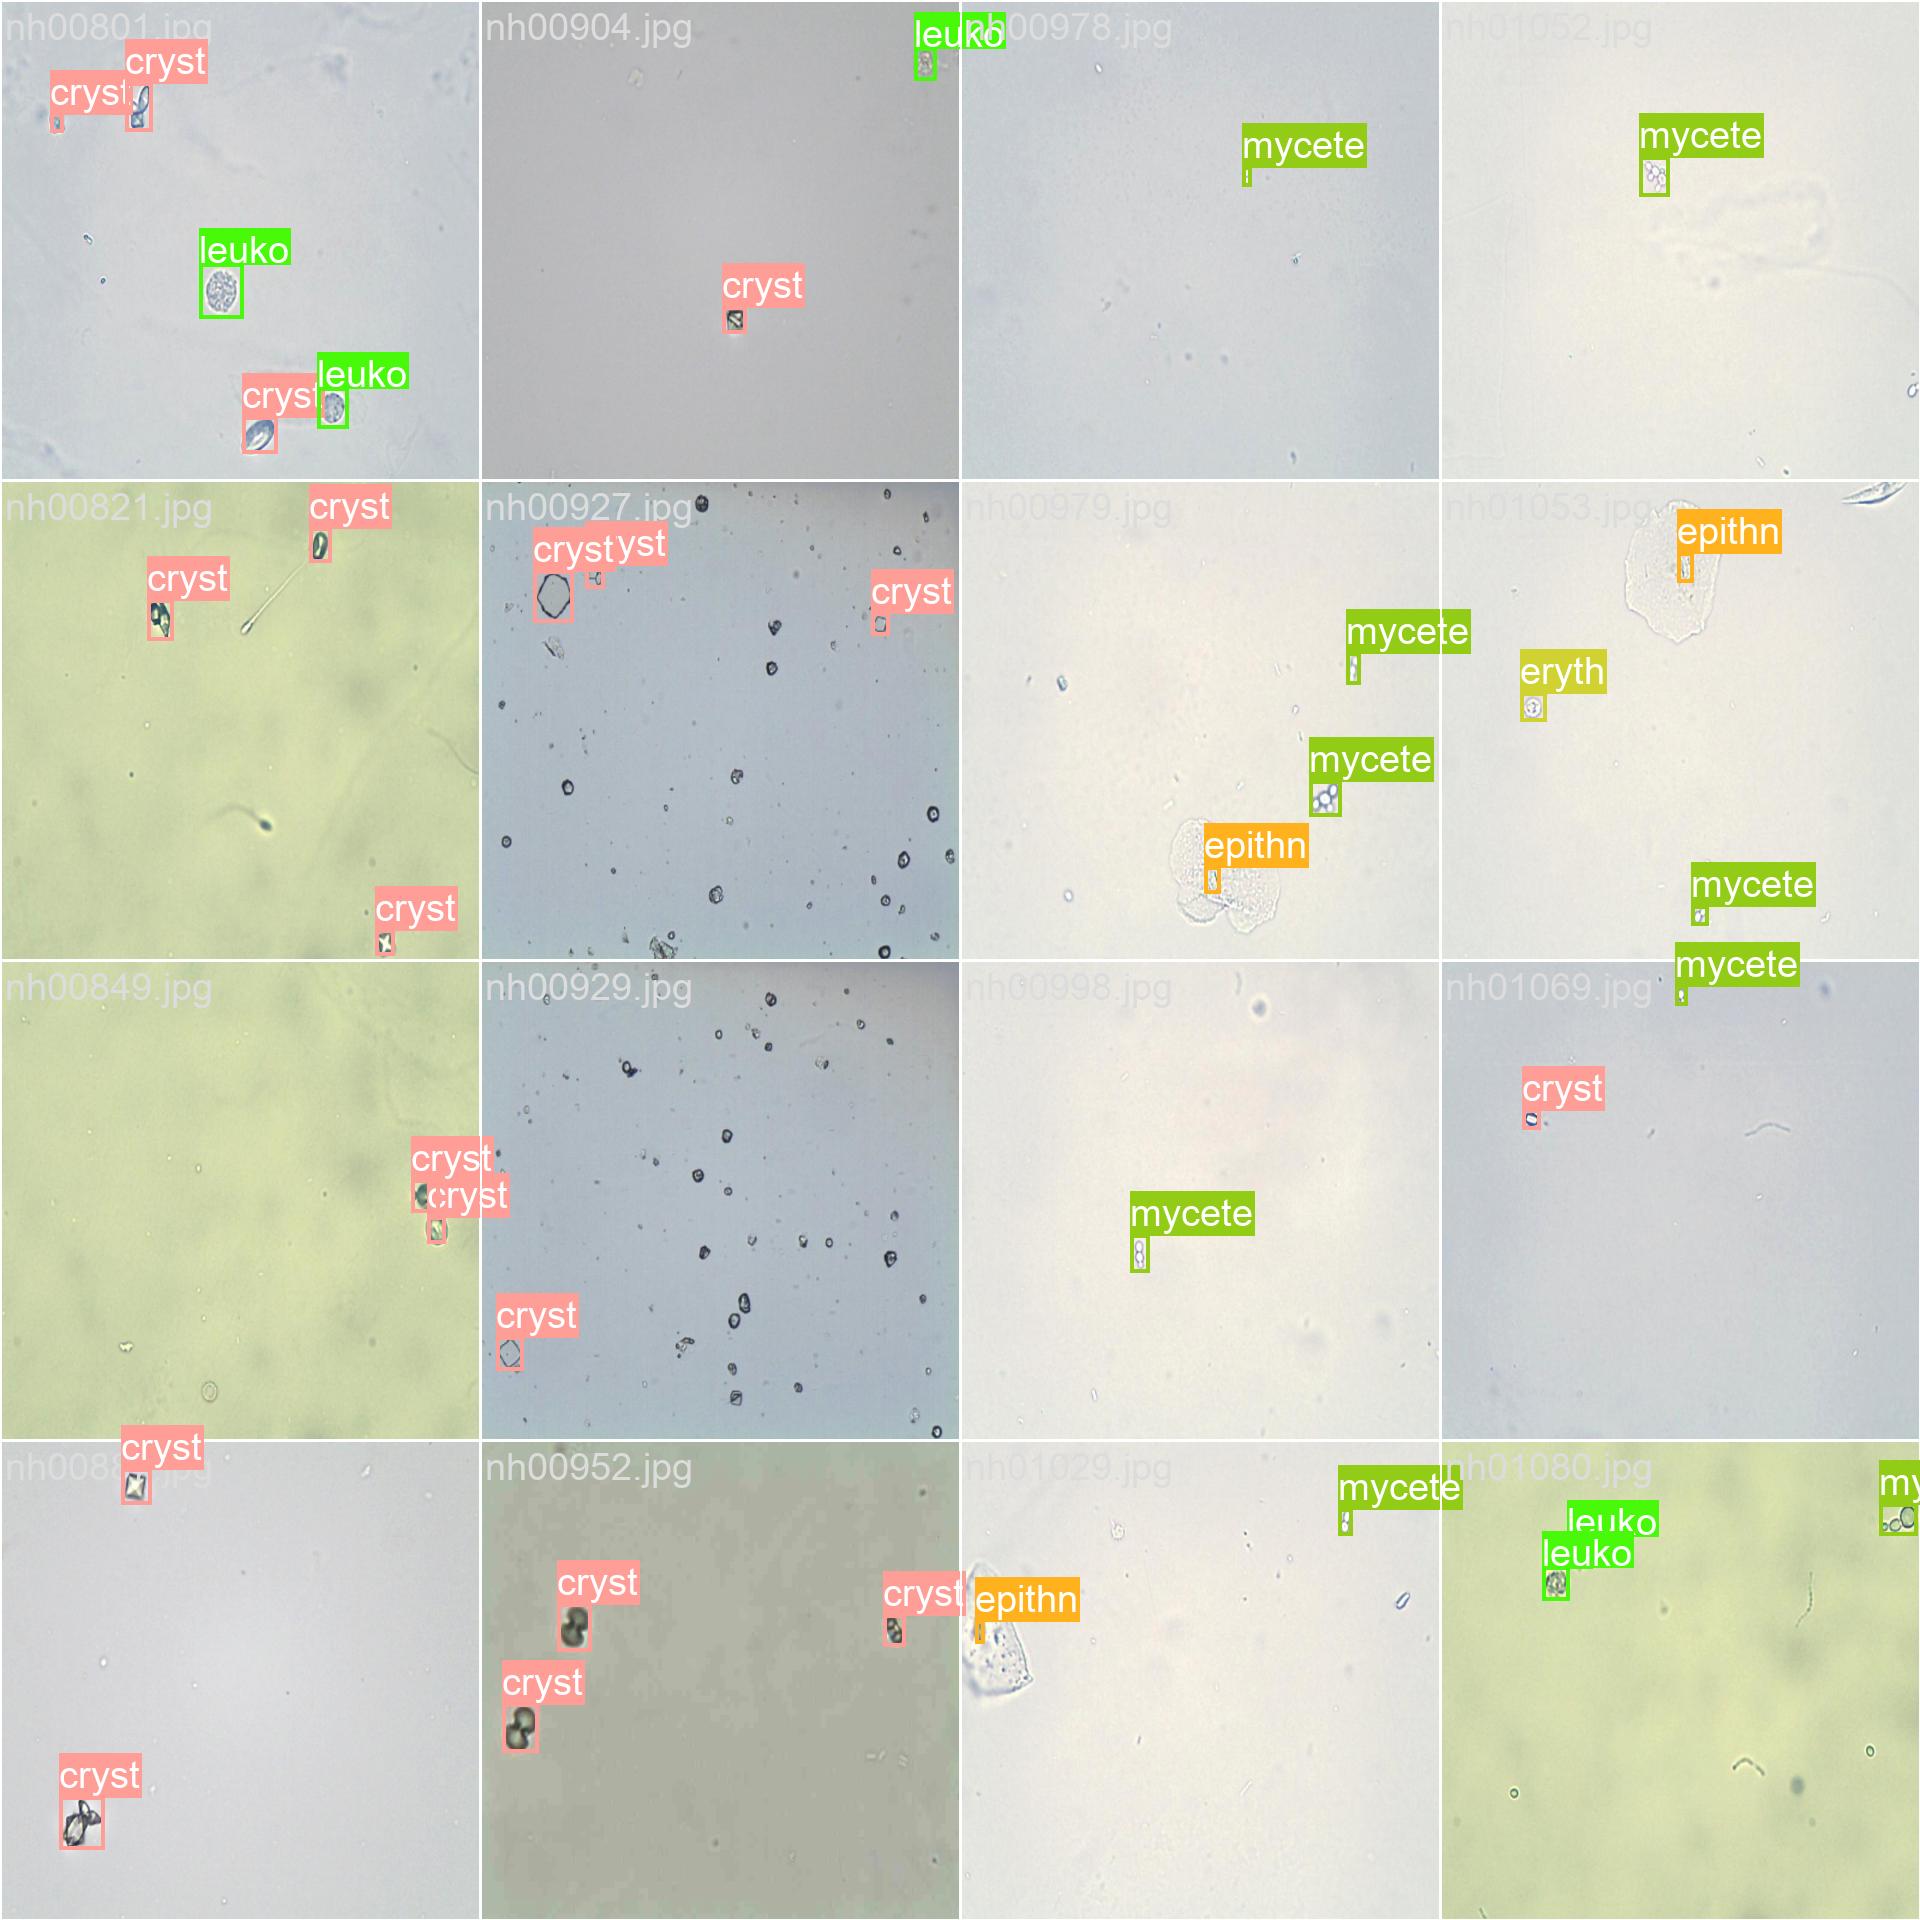 nh00801.jpg
cryst
cryst
leuko
cryst
leuko
nh00904.jpg
leuko
cryst
nh00978.jpg
mycete
nh01052.jpg
mycete
nh00821.jpg
cryst
cryst
cryst
nh00927.jpg
cryst
yst
cryst
nh00979.jpg
mycete
mycete
epithn
nh01053.jpg
epithn
eryth
mycete
nh00849.jpg
cryst
cryst
nh00929.jpg
cryst
nh00998.jpg
mycete
mycete
nh01069.jpg
cryst
cryst
cryst
nh00952.jpg
cryst
cryst
cryst
nh01029.jpg
mycete
epithn
nh01080.jpg
my
leuko
leuko